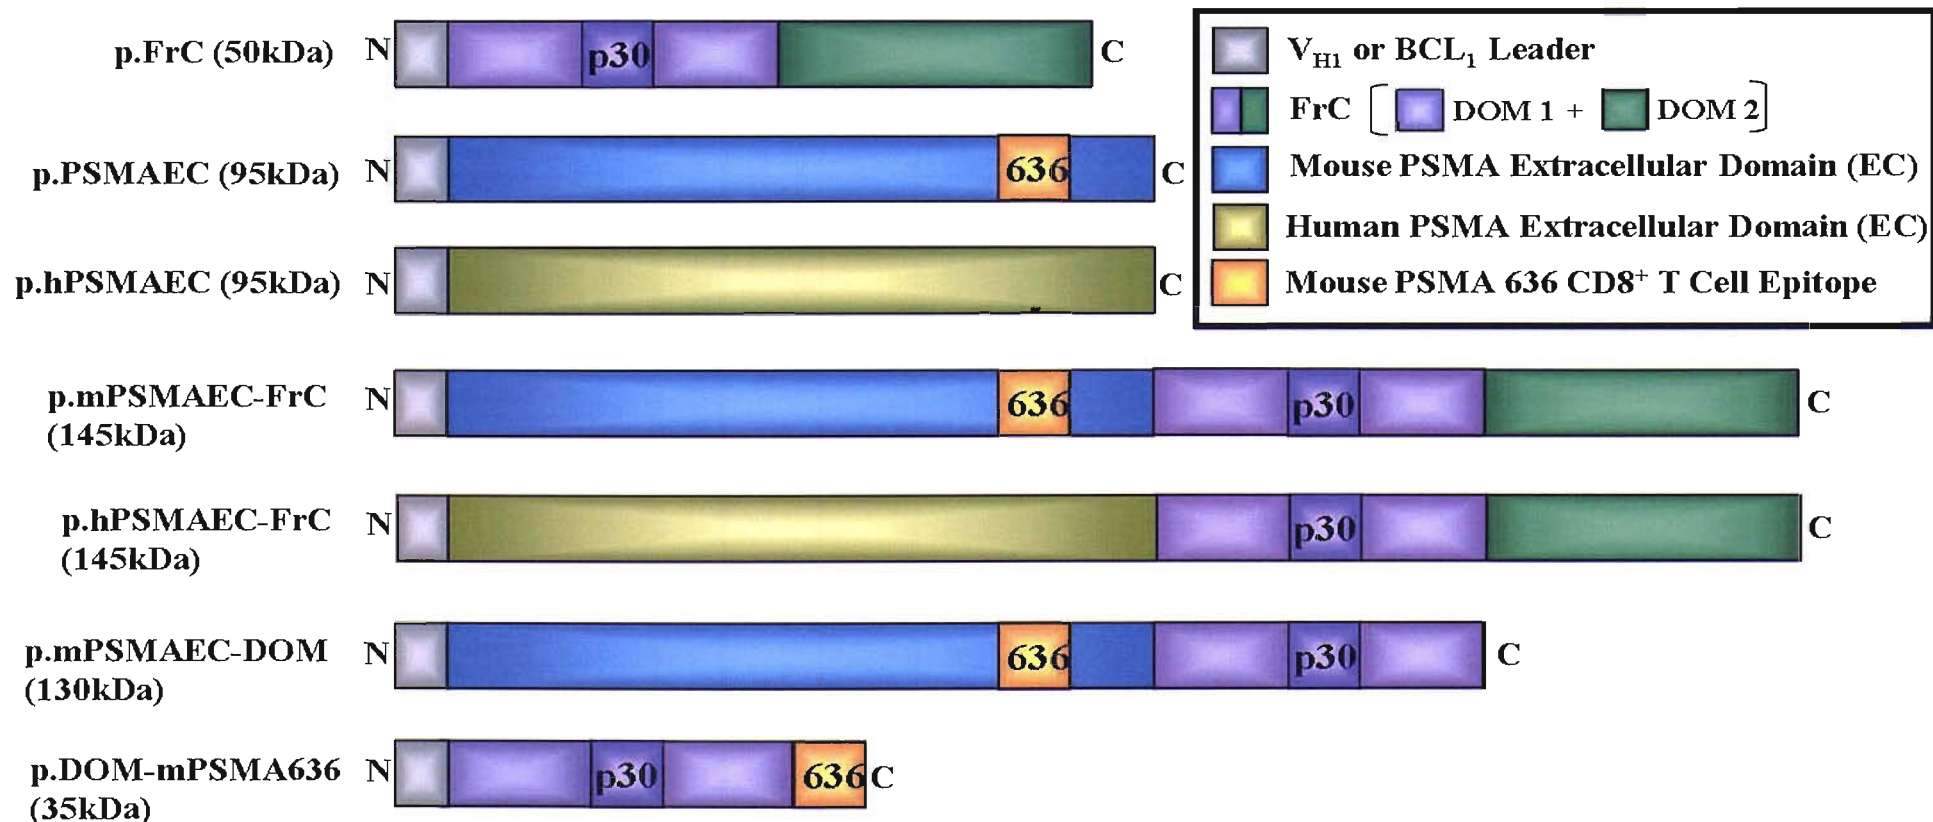 p.FrC (50kDa) N p30 C
p.PSMAEC (95kDa) N 636 C
p.hPSMAEC (95kDa) N C
p.mPSMAEC-FrC N 636 p30 C
(145kDa)
p.hPSMAEC-FrC N p30 C
(145kDa)
p.mPSMAEC-DOM N 636 p30 C
(130kDa)
p.DOM-mPSMA636 N p30 636 C
(35kDa)
V_H1 or BCL_1 Leader
FrC [ DOM 1 + DOM 2 ]
Mouse PSMA Extracellular Domain (EC)
Human PSMA Extracellular Domain (EC)
Mouse PSMA 636 CD8⁺ T Cell Epitope